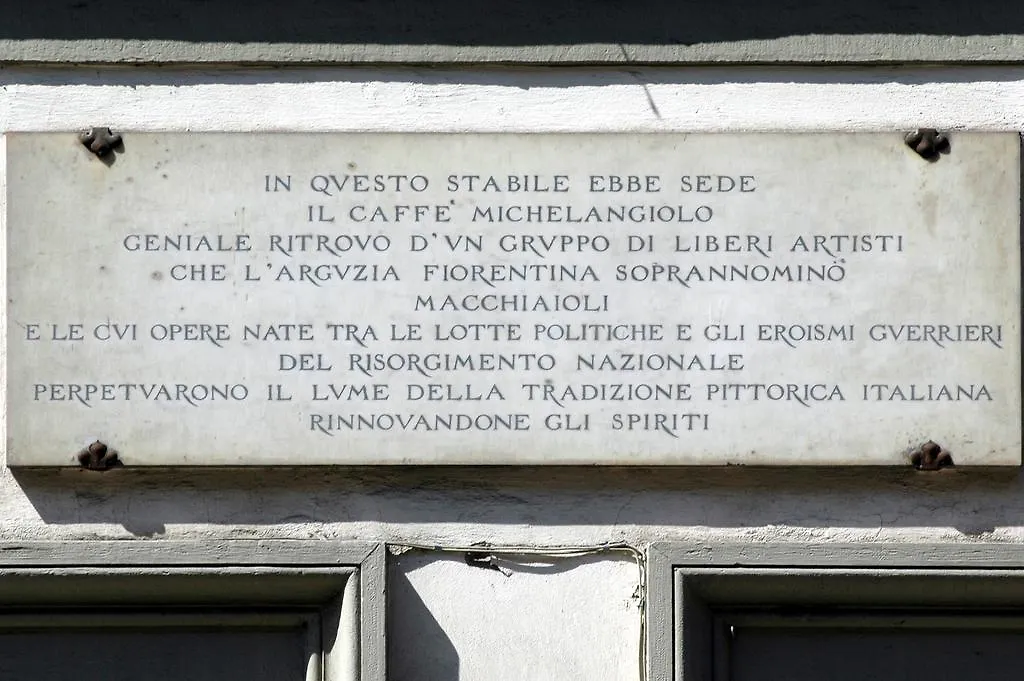 IN QVESTO STABILE EBBE SEDE
IL CAFFE' MICHELANGIOLO
GENIALE RITROVO D'VN GRVPPO DI LIBERI ARTISTI
CHE L'ARGVZIA FIORENTINA SOPRANNOMINÒ
MACCHIAIOLI
E LE CVI OPERE NATE TRA LE LOTTE POLITICHE E GLI EROISMI GVERRIERI
DEL RISORGIMENTO NAZIONALE
PERPETVARONO IL LVME DELLA TRADIZIONE PITTORICA ITALIANA
RINNOVANDONE GLI SPIRITI